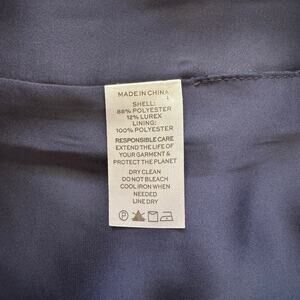 MADE IN CHINA
SHELL:
88% POLYESTER
12% LUREX
LINING:
100% POLYESTER
RESPONSIBLE CARE
EXTEND THE LIFE OF
YOUR GARMENT &
PROTECT THE PLANET
DRY CLEAN
DO NOT BLEACH
COOL IRON WHEN
NEEDED
LINE DRY
P